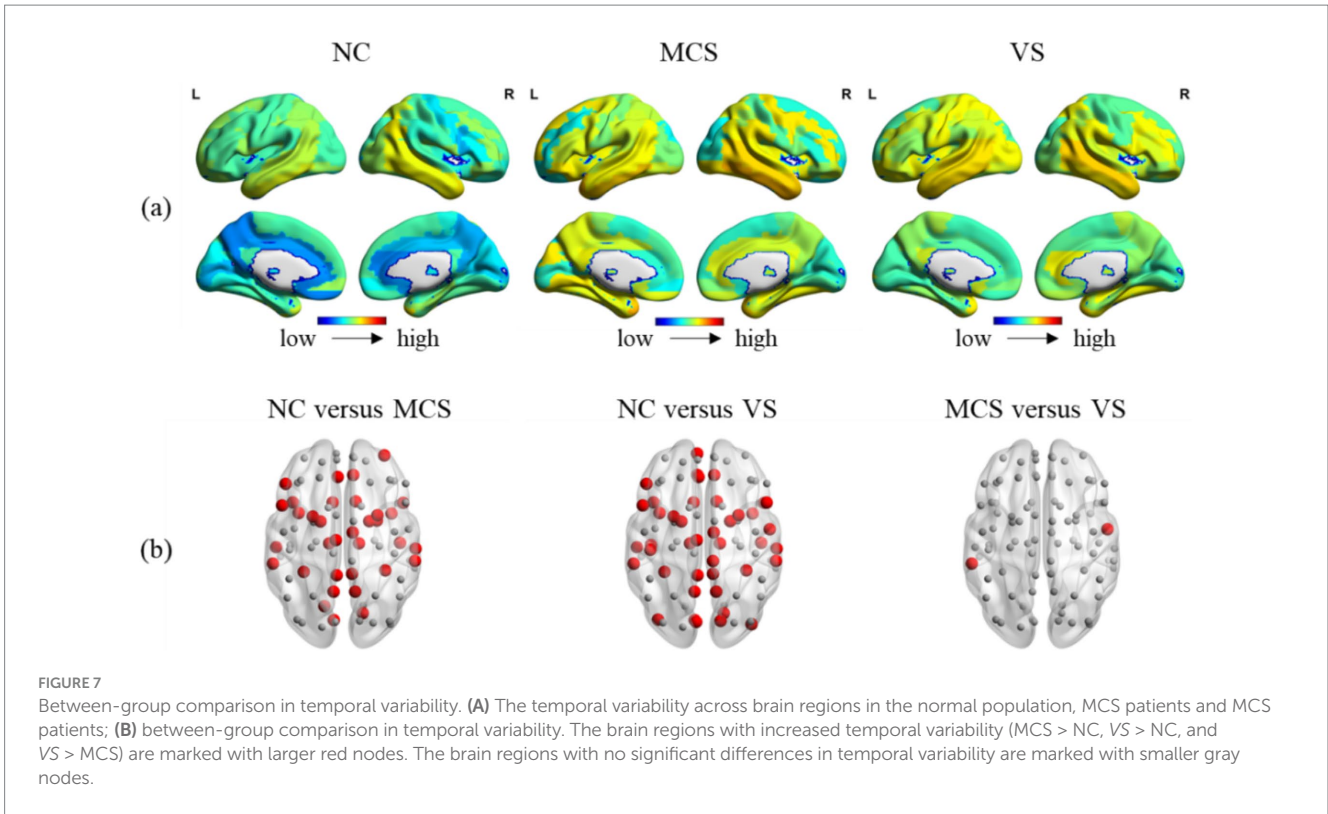 NC MCS VS
L R L R L R
(a)
low → high low → high low → high
NC versus MCS NC versus VS MCS versus VS
(b)
FIGURE 7
Between-group comparison in temporal variability. (A) The temporal variability across brain regions in the normal population, MCS patients and MCS
patients; (B) between-group comparison in temporal variability. The brain regions with increased temporal variability (MCS > NC, VS > NC, and
VS > MCS) are marked with larger red nodes. The brain regions with no significant differences in temporal variability are marked with smaller gray
nodes.